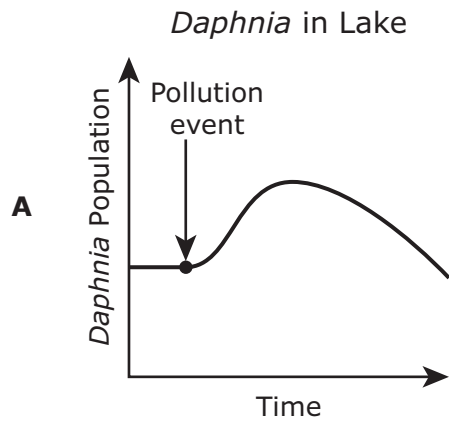 Daphnia in Lake
Pollution
event
A
Daphnia Population
Time